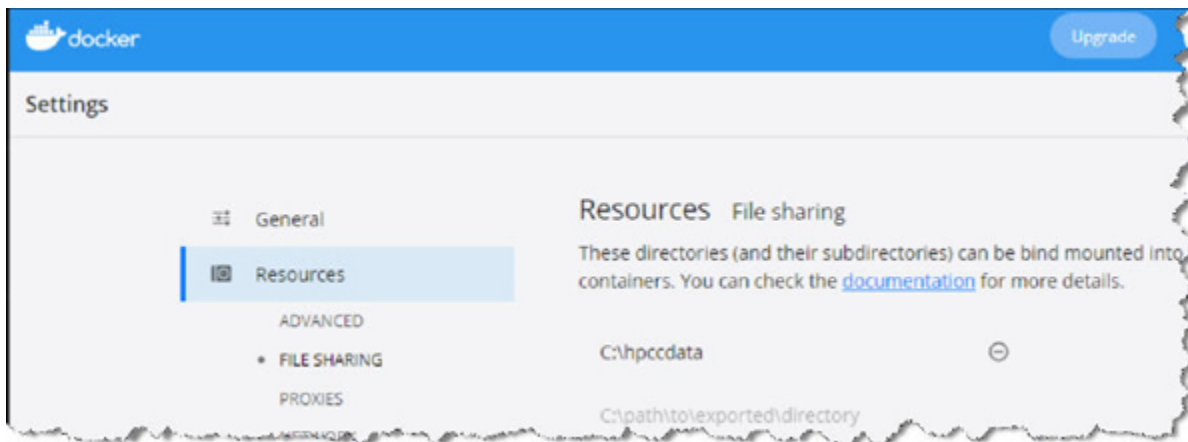 docker
Upgrade
Settings
General
Resources
ADVANCED
FILE SHARING
PROXIES
NETWORK
Resources File sharing
These directories (and their subdirectories) can be bind mounted into
containers. You can check the documentation for more details.
C:\hpccdata
C:\path\to\exported\directory